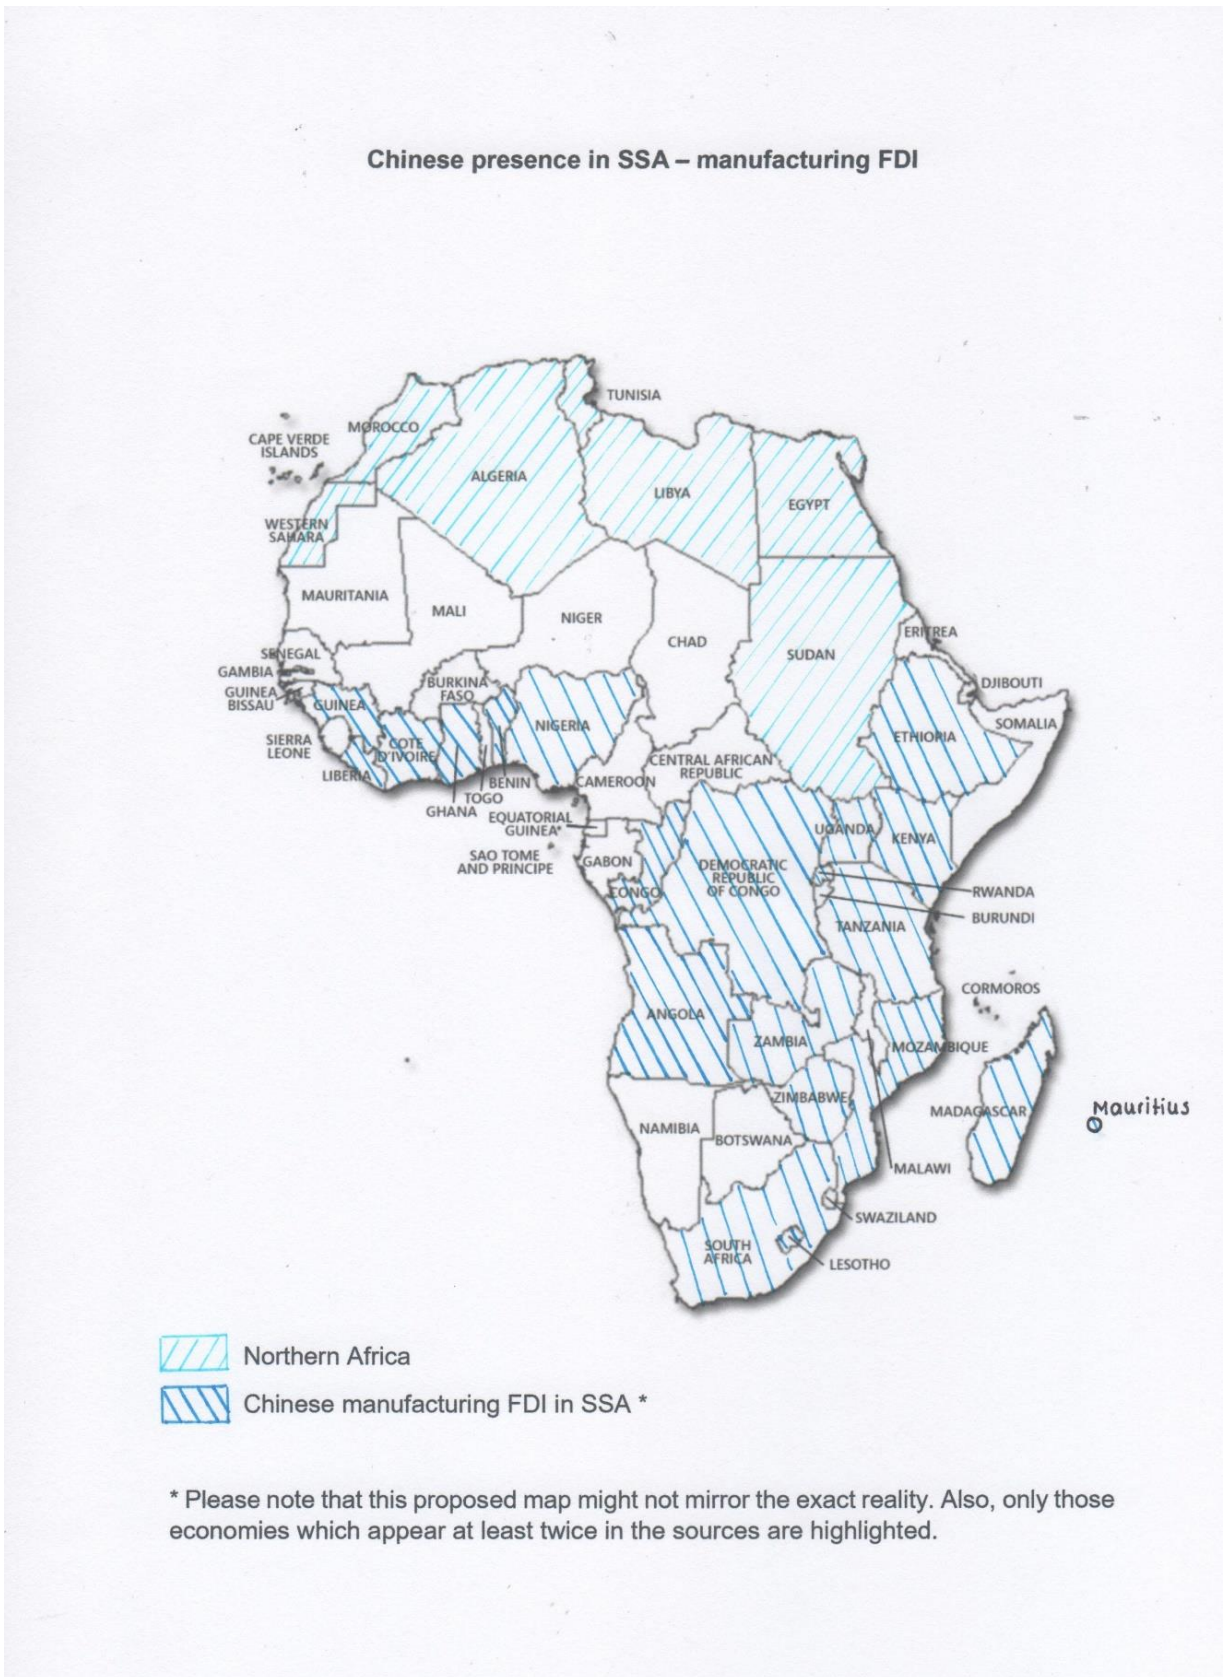 Chinese presence in SSA – manufacturing FDI
TUNISIA
MOROCCO
CAPE VERDE
ISLANDS
ALGERIA
LIBYA
EGYPT
WESTERN
SAHARA
MAURITANIA
MALI
NIGER
CHAD
SUDAN
ERITREA
SENEGAL
GAMBIA
GUINEA
BISSAU
GUINEA
BURKINA
FASO
DJIBOUTI
NIGERIA
SOMALIA
ETHIOPIA
SIERRA
LEONE
COTE
D'IVOIRE
LIBERIA
CENTRAL AFRICAN
REPUBLIC
BENIN
CAMEROON
TOGO
GHANA
EQUATORIAL
GUINEA
UGANDA
KENYA
SAO TOME
AND PRINCIPE
GABON
DEMOCRATIC
REPUBLIC
OF CONGO
CONGO
RWANDA
BURUNDI
TANZANIA
CORMOROS
ANGOLA
ZAMBIA
MOZAMBIQUE
ZIMBABWE
MADAGASCAR
Mauritius
NAMIBIA
BOTSWANA
MALAWI
SWAZILAND
SOUTH
AFRICA
LESOTHO
Northern Africa
Chinese manufacturing FDI in SSA *
* Please note that this proposed map might not mirror the exact reality. Also, only those
economies which appear at least twice in the sources are highlighted.